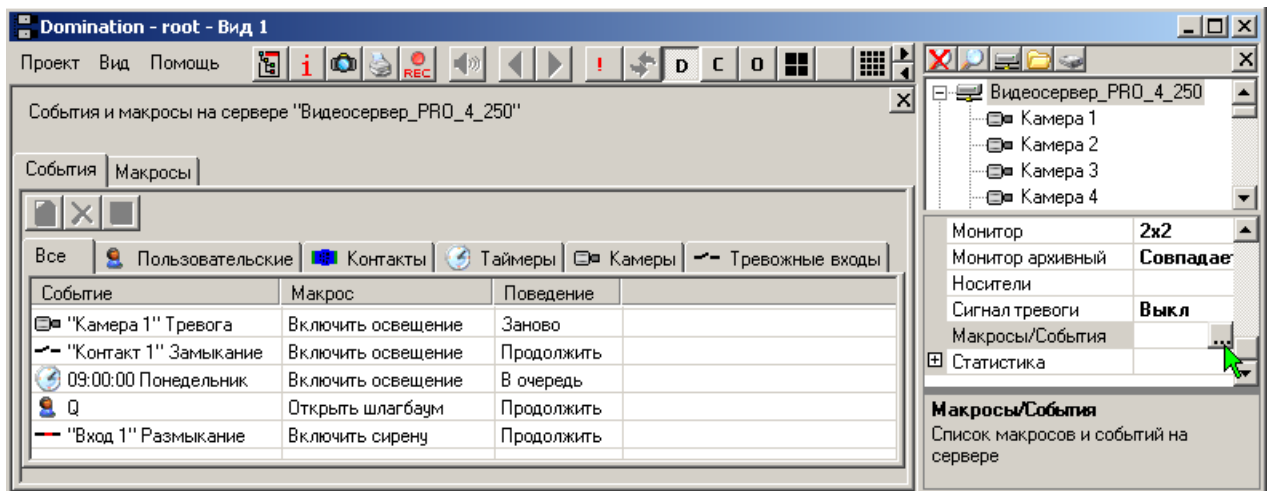 Domination - root - Вид 1
Проект Вид Помощь i REC ! D C O
События и макросы на сервере "Видеосервер_PRO_4_250"
События Макросы
Все Пользовательские Контакты Таймеры Камеры Тревожные входы
Событие Макрос Поведение
"Камера 1" Тревога Включить освещение Заново
"Контакт 1" Замыкание Включить освещение Продолжить
09:00:00 Понедельник Включить освещение В очередь
Q Открыть шлагбаум Продолжить
"Вход 1" Размыкание Включить сирену Продолжить
Видеосервер_PRO_4_250
Камера 1
Камера 2
Камера 3
Камера 4
Монитор 2x2
Монитор архивный Совпадает
Носители
Сигнал тревоги Выкл
Макросы/События ...
Статистика
Макросы/События
Список макросов и событий на
сервере